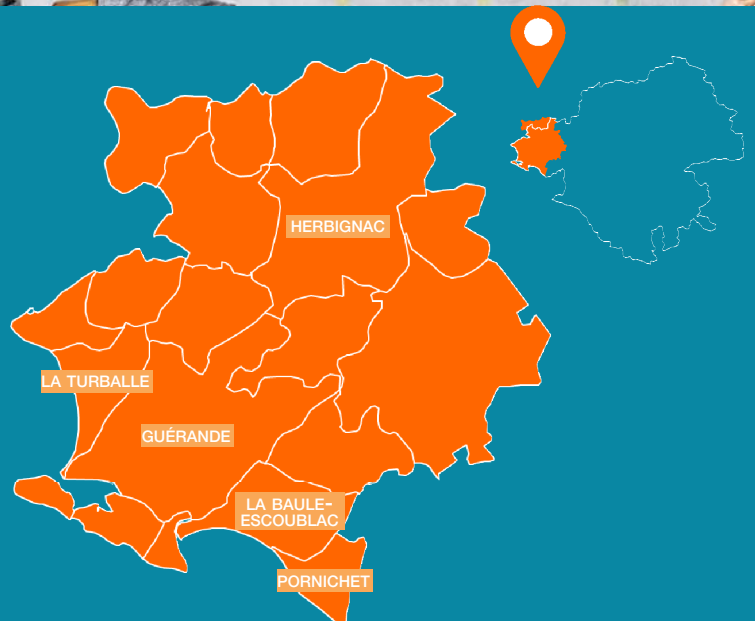 HERBIGNAC
LA TURBALLE
GUÉRANDE
LA BAULE-
ESCOUBLAC
PORNICHET